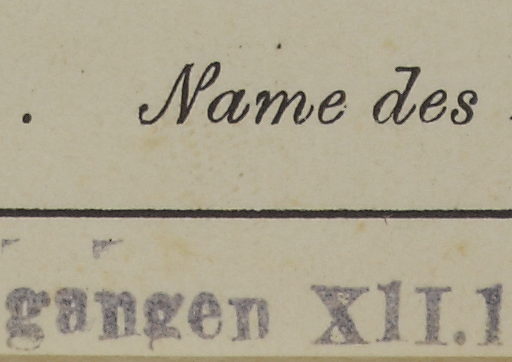 . Name des
gangen XII.1